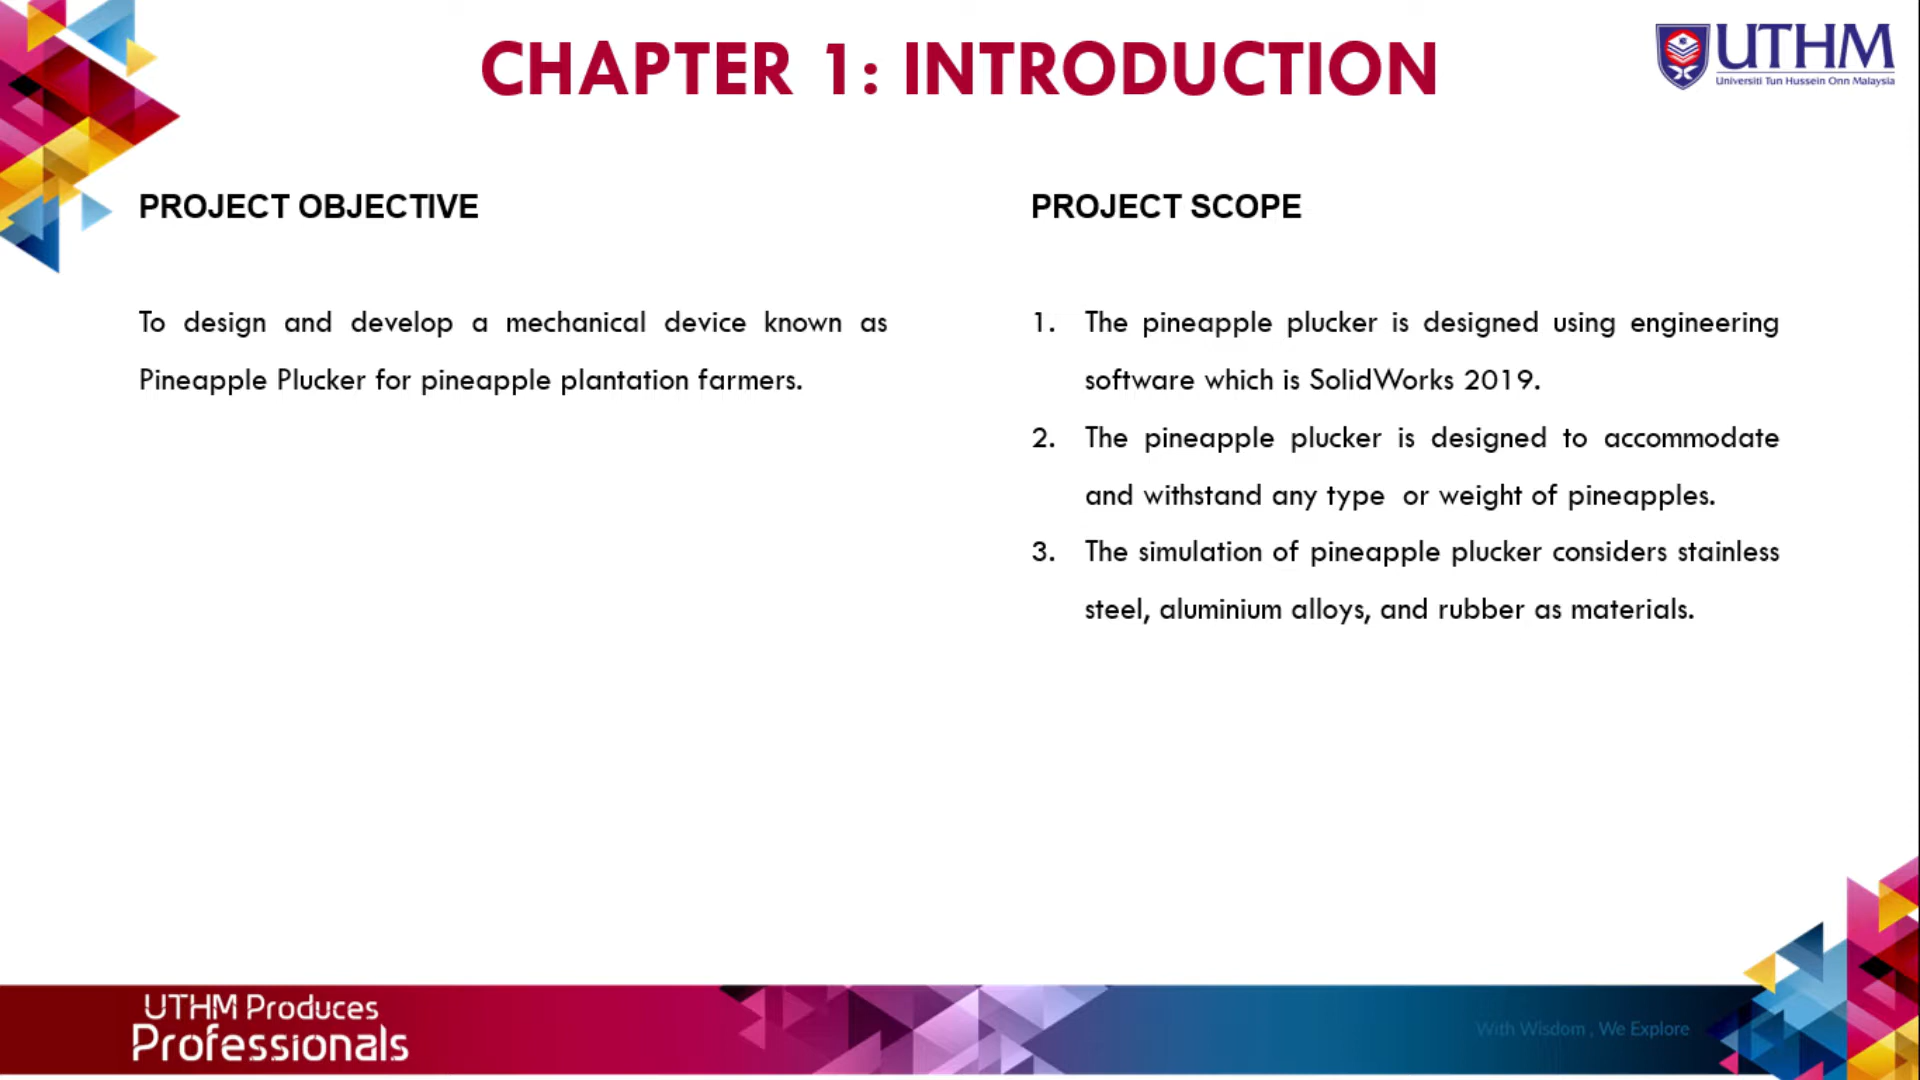 CHAPTER 1: INTRODUCTION
UTHM
Universiti Tun Hussein Onn Malaysia
PROJECT OBJECTIVE
To design and develop a mechanical device known as
Pineapple Plucker for pineapple plantation farmers.
PROJECT SCOPE
1. The pineapple plucker is designed using engineering
software which is SolidWorks 2019.
2. The pineapple plucker is designed to accommodate
and withstand any type or weight of pineapples.
3. The simulation of pineapple plucker considers stainless
steel, aluminium alloys, and rubber as materials.
UTHM Produces
Professionals
With Wisdom , We Explore